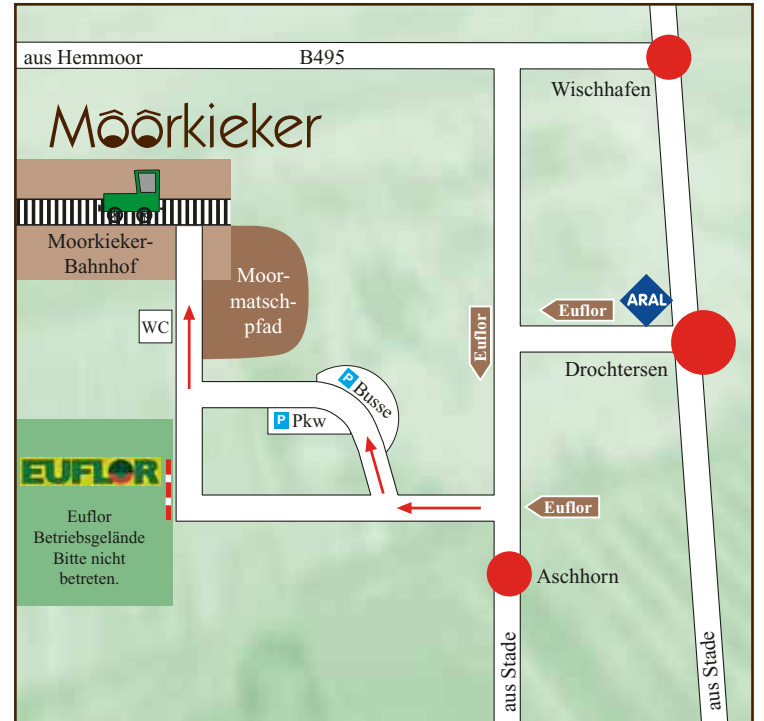 aus Hemmoor
B495
Wischhafen
Môôrkieker
Moorkieker-
Bahnhof
Moor-
matsch-
pfad
WC
Euflor
ARAL
Euflor
Drochtersen
P Busse
P Pkw
EUFLOR
Euflor
Betriebsgelände
Bitte nicht
betreten.
Euflor
Aschhorn
aus Stade
aus Stade